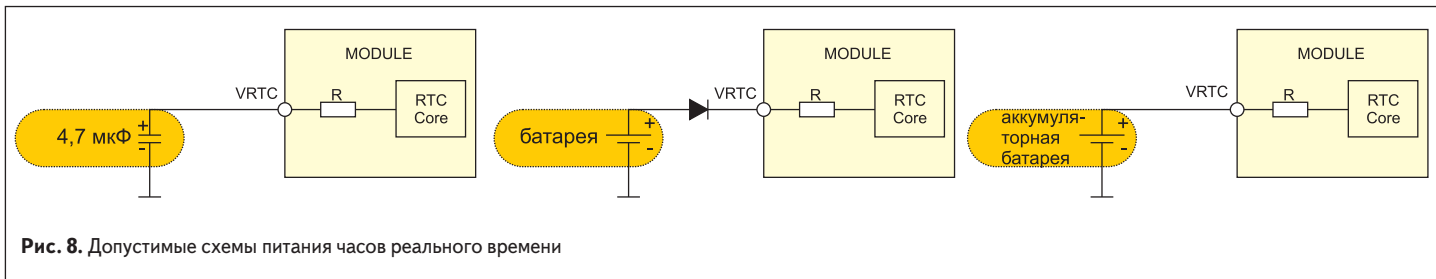 MODULE
VRTC
R
RTC
Core
4,7 мкФ
+
-
MODULE
VRTC
R
RTC
Core
батарея
+
-
MODULE
VRTC
R
RTC
Core
аккумуля-
торная
батарея
+
-
Рис. 8. Допустимые схемы питания часов реального времени